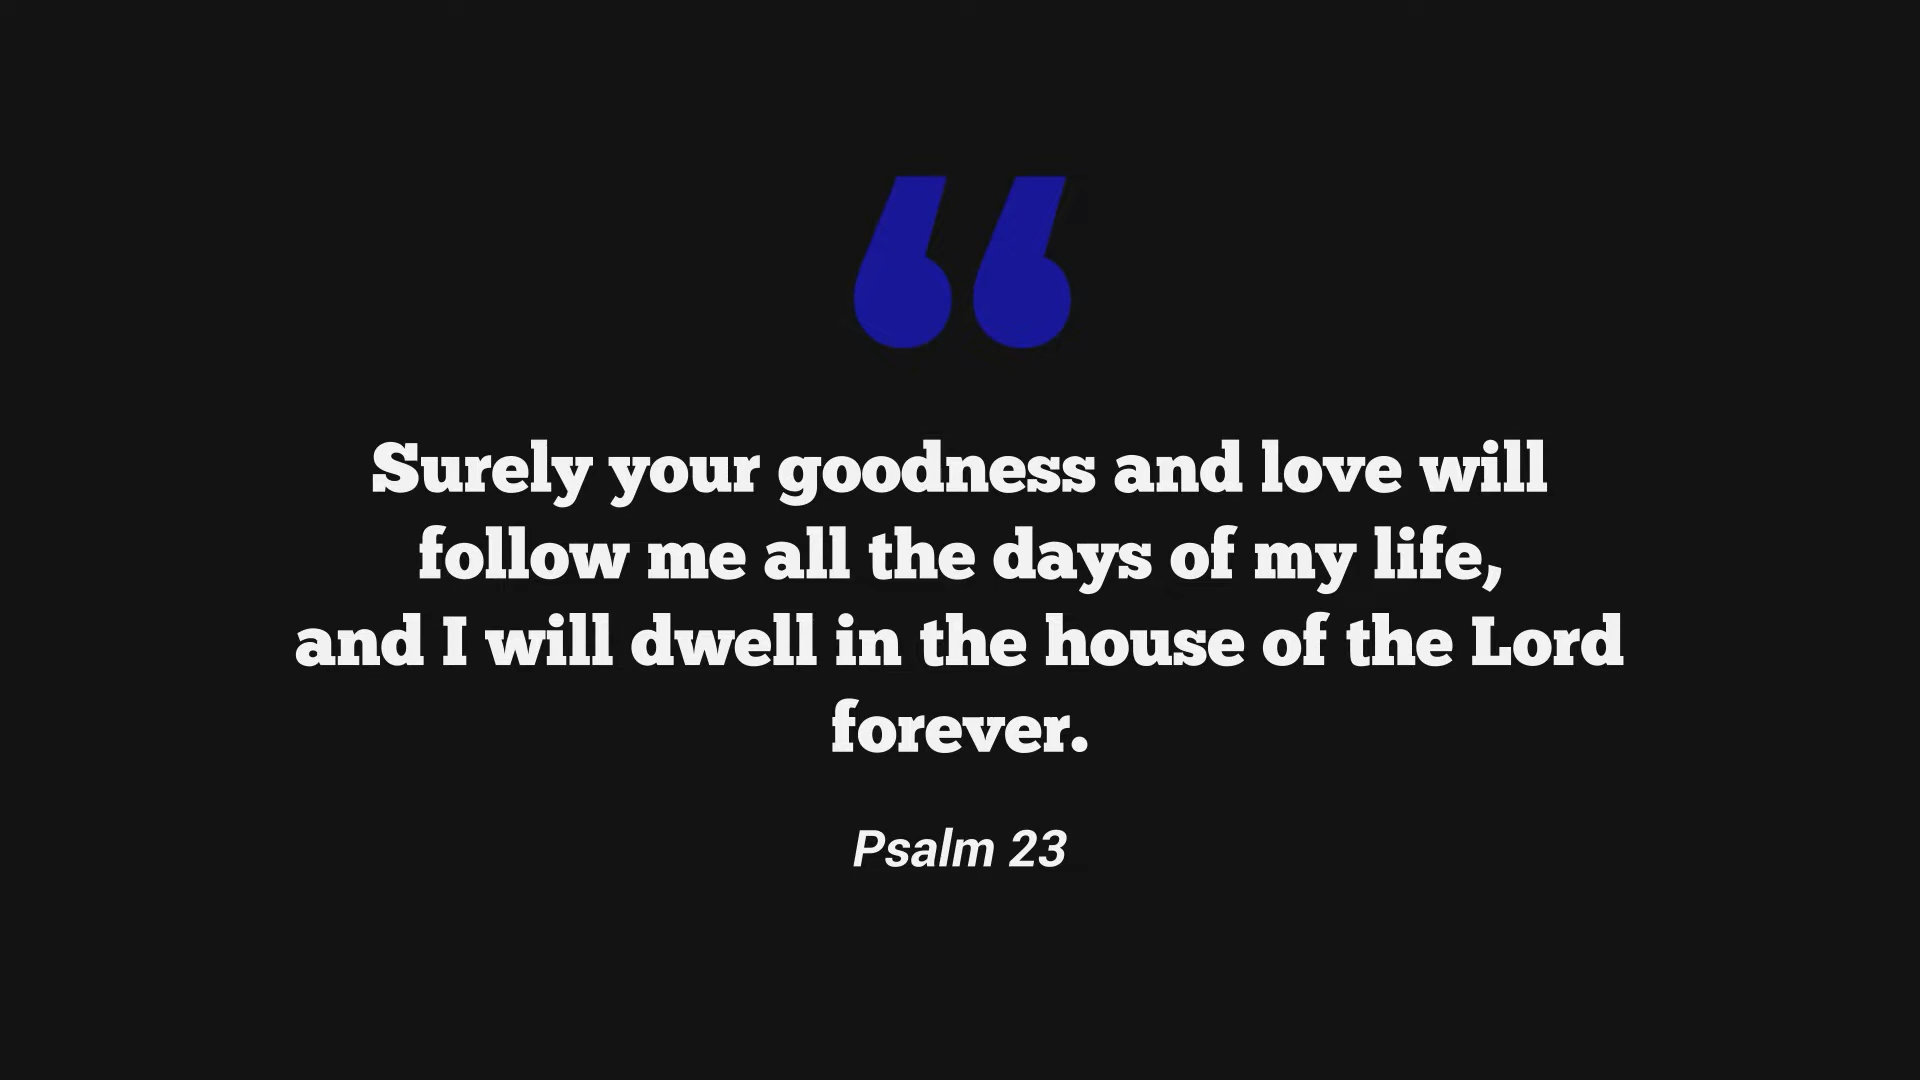 “
Surely your goodness and love will
follow me all the days of my life,
and I will dwell in the house of the Lord
forever.
Psalm 23